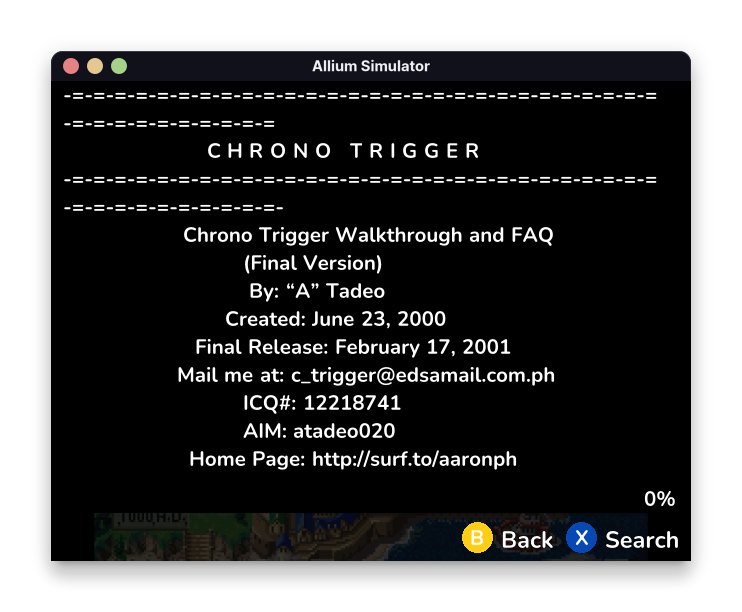 Allium Simulator
-=-=-=-=-=-=-=-=-=-=-=-=-=-=-=-=-=-=-=-=-=-=-=-=-=-=-=-=
-=-=-=-=-=-=-=-=-=-=
C H R O N O   T R I G G E R
-=-=-=-=-=-=-=-=-=-=-=-=-=-=-=-=-=-=-=-=-=-=-=-=-=-=-=-=
-=-=-=-=-=-=-=-=-=-=-
Chrono Trigger Walkthrough and FAQ
(Final Version)
By: “A” Tadeo
Created: June 23, 2000
Final Release: February 17, 2001
Mail me at: c_trigger@edsamail.com.ph
ICQ#: 12218741
AIM: atadeo020
Home Page: http://surf.to/aaronph
0%
1000 A.D.
B Back X Search